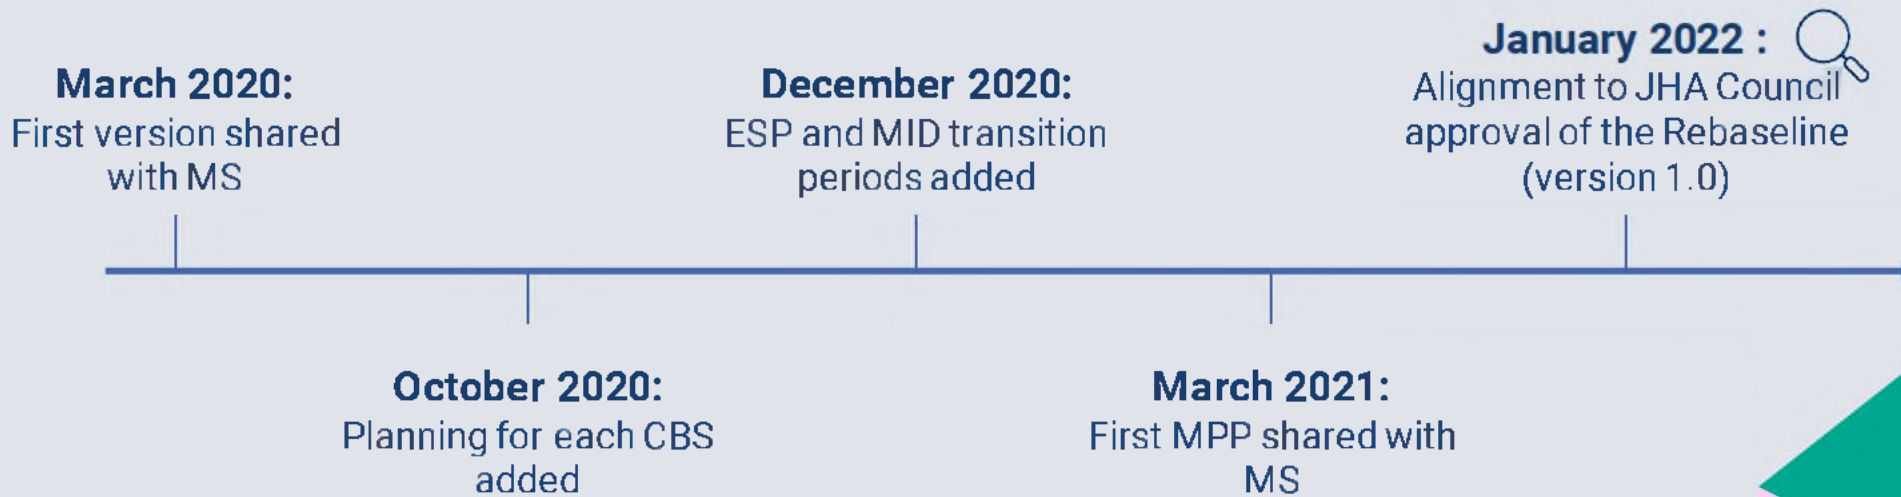 March 2020:
First version shared
with MS
October 2020:
Planning for each CBS
added
December 2020:
ESP and MID transition
periods added
March 2021:
First MPP shared with
MS
January 2022 :
Alignment to JHA Council
approval of the Rebaseline
(version 1.0)